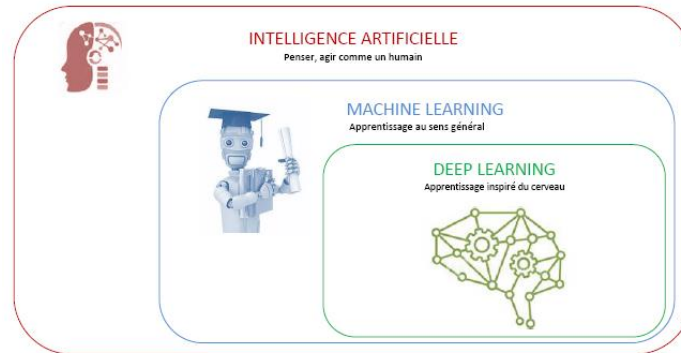 INTELLIGENCE ARTIFICIELLE
Penser, agir comme un humain
MACHINE LEARNING
Apprentissage au sens général
DEEP LEARNING
Apprentissage inspiré du cerveau